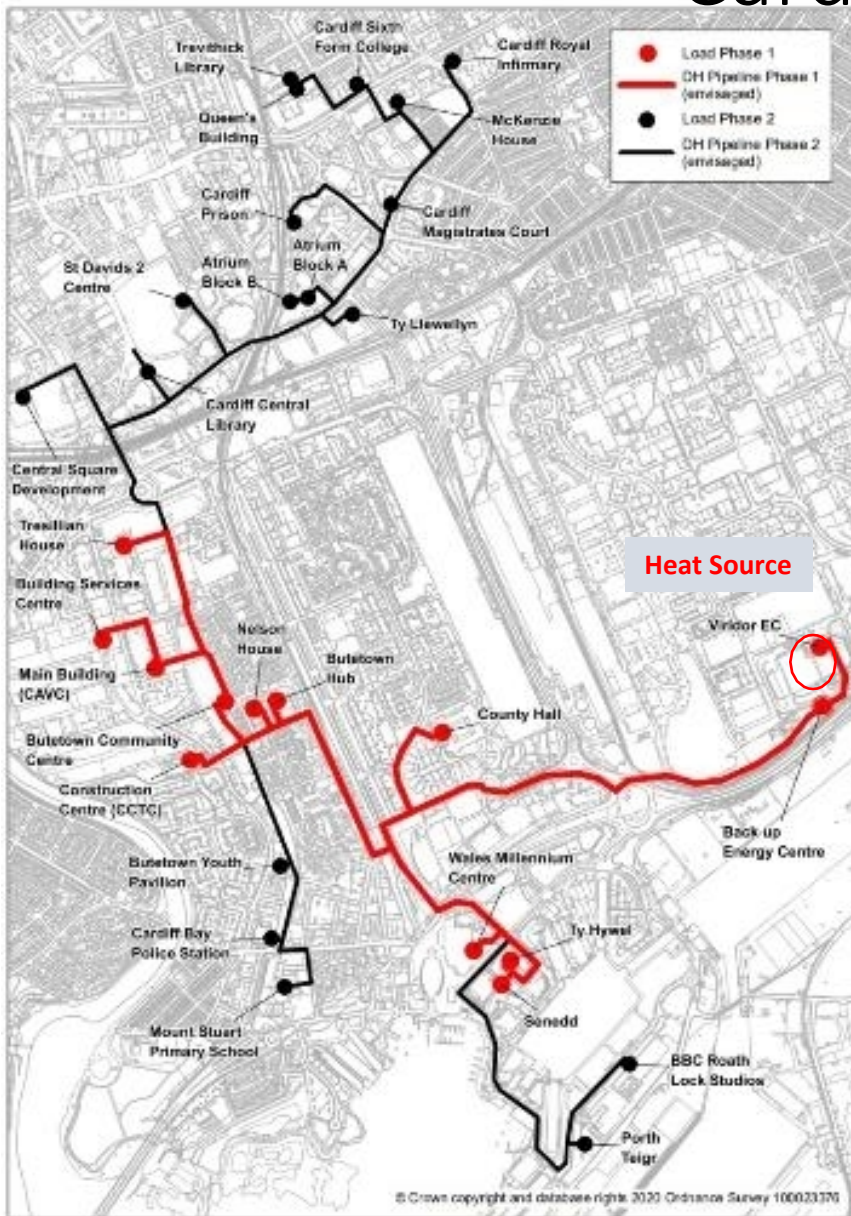 Cardiff Sixth
Form College
Trevithick
Library
Cardiff Royal
Infirmary
Queen's
Building
McKenzie
House
Load Phase 1
DH Pipeline Phase 1
(envisaged)
Load Phase 2
DH Pipeline Phase 2
(envisaged)
Cardiff
Prison
Cardiff
Magistrates Court
Atrium
Block A
Atrium
Block B
St Davids 2
Centre
Ty Llewellyn
Cardiff Central
Library
Central Square
Development
Tresillian
House
Heat Source
Building Services
Centre
Nelson
House
Viridor EC
Main Building
(CAVC)
Butetown
Hub
County Hall
Butetown Community
Centre
Construction
Centre (CCTC)
Back up
Energy Centre
Butetown Youth
Pavilion
Wales Millennium
Centre
Cardiff Bay
Police Station
Ty Hywel
Mount Stuart
Primary School
Senedd
BBC Roath
Lock Studios
Porth
Teigr
© Crown copyright and database rights 2020 Ordnance Survey 100023376